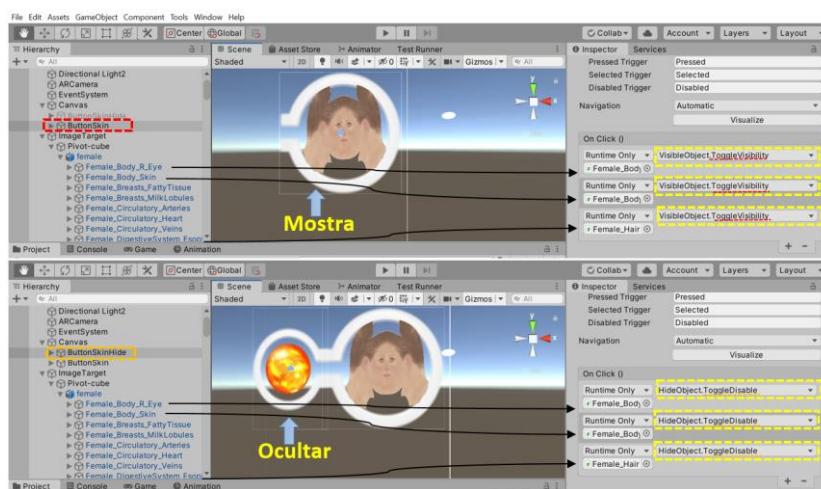 File Edit Assets GameObject Component Tools Window Help
Center Global Collab Account Layers Layout
Hierarchy Scene Asset Store Animator Test Runner Inspector Services
All Shaded 2D 0 Gizmos All
Pressed Trigger Pressed
Selected Trigger Selected
Disabled Trigger Disabled
Navigation Automatic
Visualize
On Click ()
Runtime Only VisibleObject.ToggleVisibility
Female_Body
Runtime Only VisibleObject.ToggleVisibility
Female_Body
Runtime Only VisibleObject.ToggleVisibility
Female_Hair
Directional Light2
ARCamera
EventSystem
Canvas
ButtonSkinHide
ButtonSkin
ImageTarget
Pivot-cube
female
Female_Body_R_Eye
Female_Body_Skin
Female_Breasts_FattyTissue
Female_Breasts_MilkLobules
Female_Circulatory_Arteries
Female_Circulatory_Heart
Female_Circulatory_Veins
Female_DigestiveSystem_Esop
y
x
Mostra
Project Console Game Animation
Center Global Collab Account Layers Layout
Hierarchy Scene Asset Store Animator Test Runner Inspector Services
All Shaded 2D 0 Gizmos All
Pressed Trigger Pressed
Selected Trigger Selected
Disabled Trigger Disabled
Navigation Automatic
Visualize
On Click ()
Runtime Only HideObject.ToggleDisable
Female_Body
Runtime Only HideObject.ToggleDisable
Female_Body
Runtime Only HideObject.ToggleDisable
Female_Hair
Directional Light2
ARCamera
EventSystem
Canvas
ButtonSkinHide
ButtonSkin
ImageTarget
Pivot-cube
female
Female_Body_R_Eye
Female_Body_Skin
Female_Breasts_FattyTissue
Female_Breasts_MilkLobules
Female_Circulatory_Arteries
Female_Circulatory_Heart
Female_Circulatory_Veins
Female_DigestiveSystem_Esop
y
x
Ocultar
Project Console Game Animation